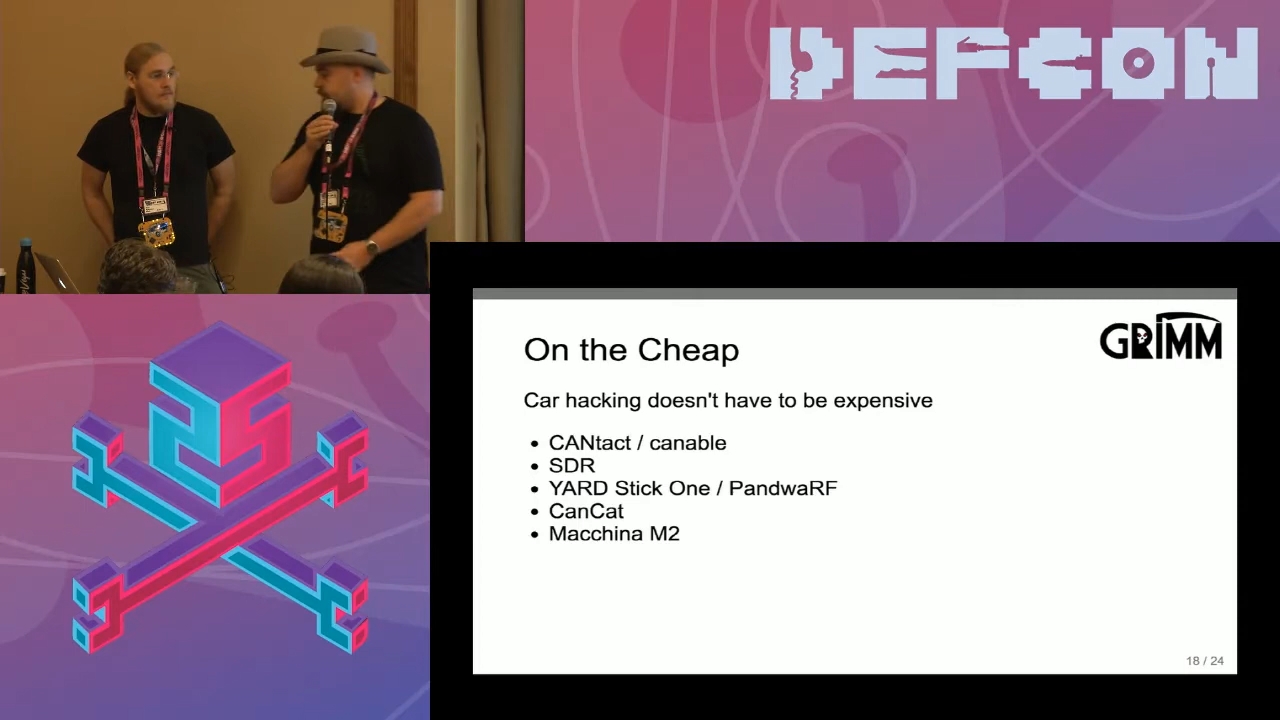 DEFCON
GRIMM
On the Cheap
Car hacking doesn't have to be expensive
• CANtact / canable
• SDR
• YARD Stick One / PandwaRF
• CanCat
• Macchina M2
18 / 24
25